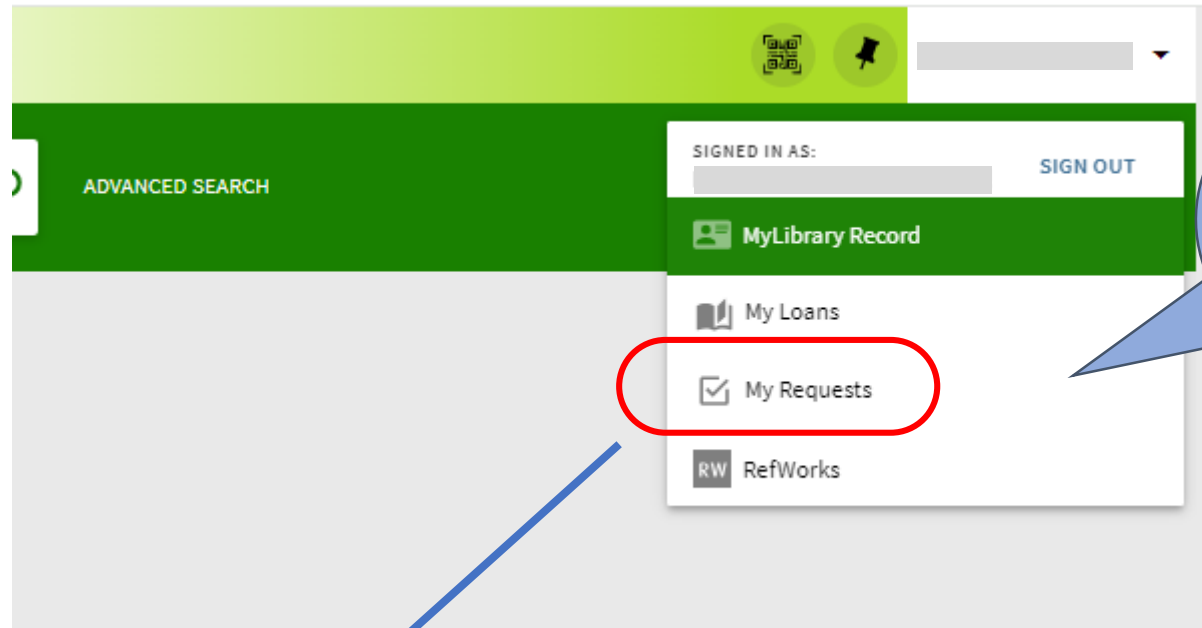 SIGNED IN AS:
SIGN OUT
ADVANCED SEARCH
MyLibrary Record
My Loans
My Requests
RW RefWorks